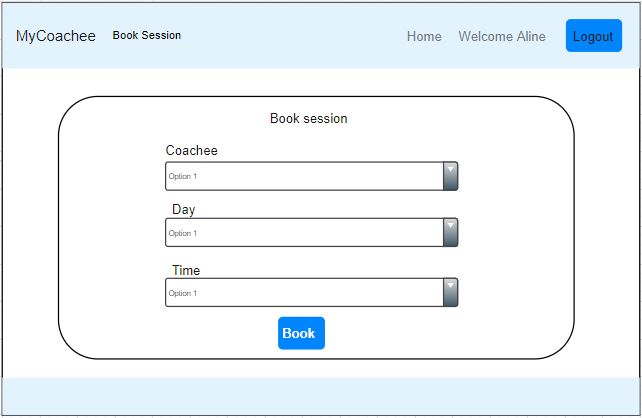 MyCoachee Book Session Home Welcome Aline Logout
Book session
Coachee
Option 1
Day
Option 1
Time
Option 1
Book